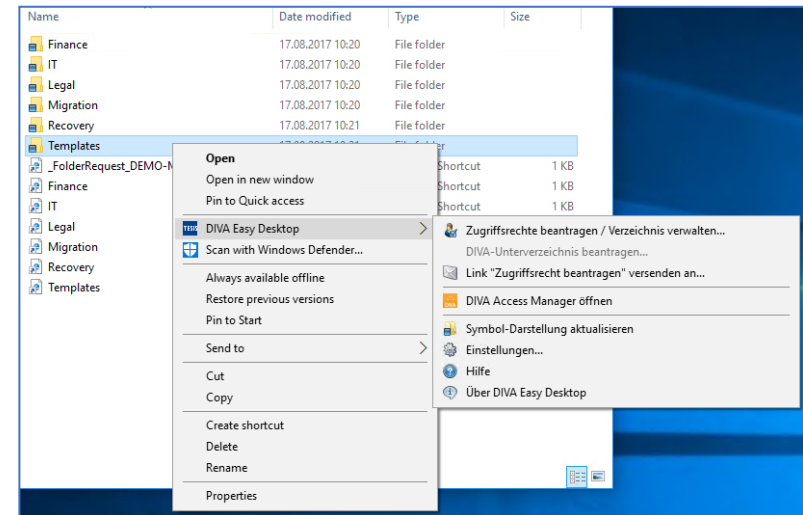 Name Date modified Type Size
Finance 17.08.2017 10:20 File folder
IT 17.08.2017 10:20 File folder
Legal 17.08.2017 10:20 File folder
Migration 17.08.2017 10:20 File folder
Recovery 17.08.2017 10:21 File folder
Templates
_FolderRequest_DEMO-M Shortcut 1 KB
Finance Shortcut 1 KB
IT Shortcut 1 KB
Legal
Migration
Recovery
Templates
Open
Open in new window
Pin to Quick access
TESIS DIVA Easy Desktop
Scan with Windows Defender...
Always available offline
Restore previous versions
Pin to Start
Send to
Cut
Copy
Create shortcut
Delete
Rename
Properties
Zugriffsrechte beantragen / Verzeichnis verwalten...
DIVA-Unterverzeichnis beantragen...
Link "Zugriffsrecht beantragen" versenden an...
DIVA Access Manager öffnen
Symbol-Darstellung aktualisieren
Einstellungen...
Hilfe
Über DIVA Easy Desktop